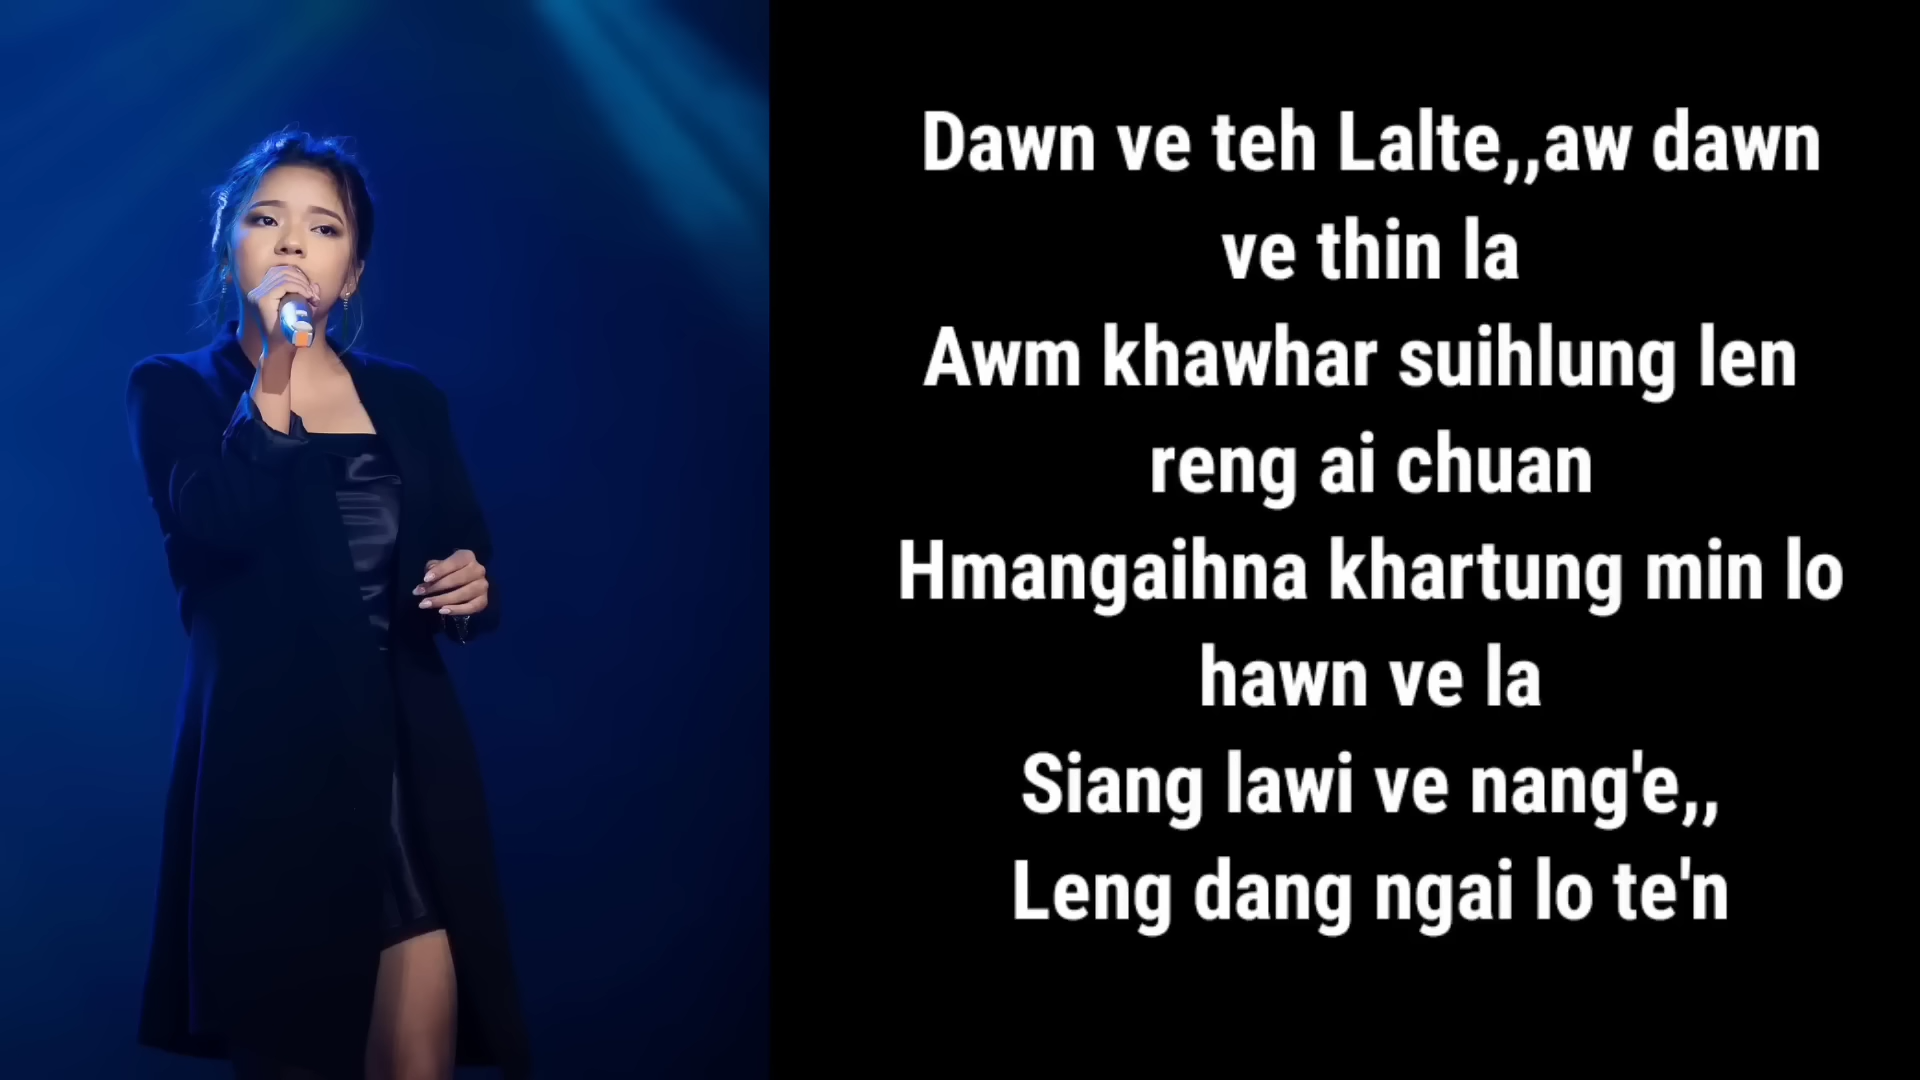 Dawn ve teh Lalte,,aw dawn
ve thin la
Awm khawhar suihlung len
reng ai chuan
Hmangaihna khartung min lo
hawn ve la
Siang lawi ve nang'e,,
Leng dang ngai lo te'n